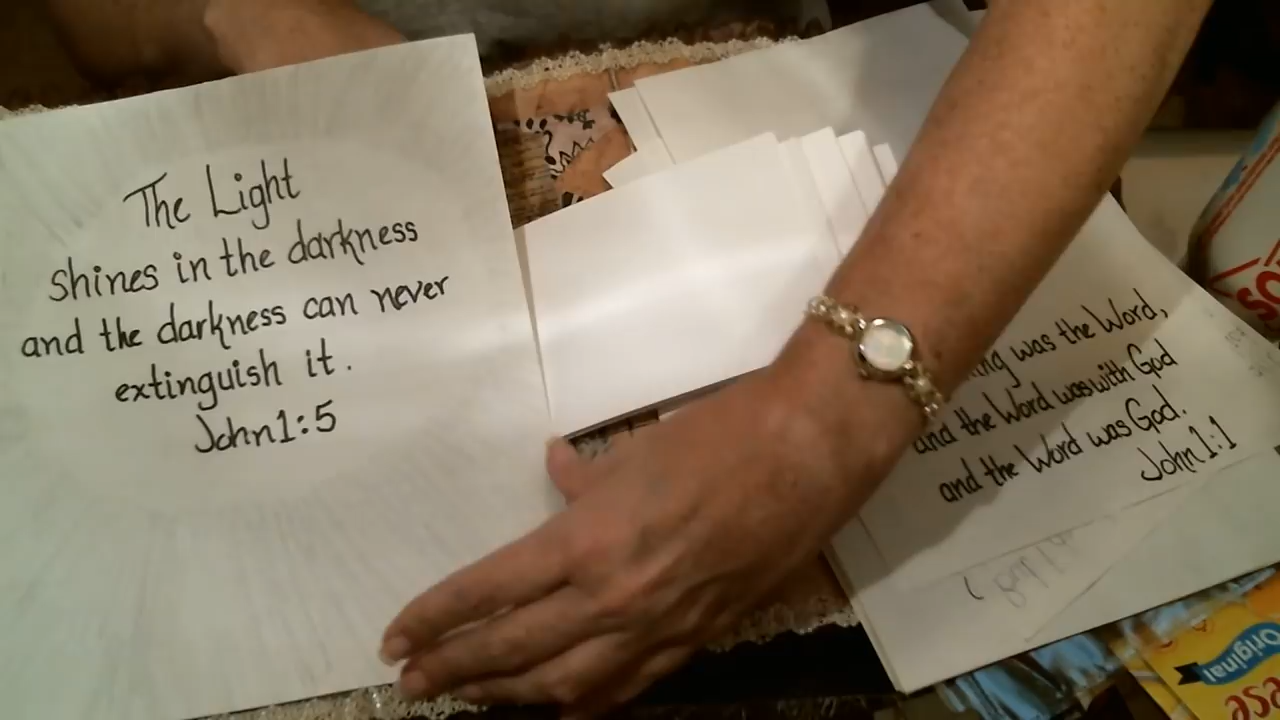 The Light
shines in the darkness
and the darkness can never
extinguish it.
John 1:5
was the Word,
and the Word was with God
and the Word was God.
John 1:1
Original